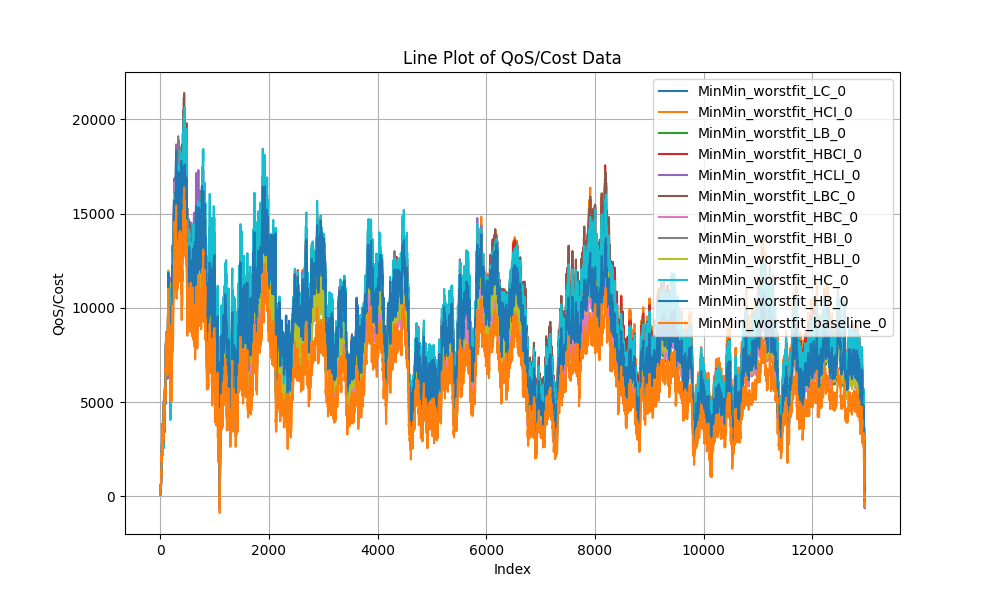 Line Plot of QoS/Cost Data
QoS/Cost
20000
15000
10000
5000
0
0 2000 4000 6000 8000 10000 12000
Index
MinMin_worstfit_LC_0
MinMin_worstfit_HCI_0
MinMin_worstfit_LB_0
MinMin_worstfit_HBCI_0
MinMin_worstfit_HCLI_0
MinMin_worstfit_LBC_0
MinMin_worstfit_HBC_0
MinMin_worstfit_HBI_0
MinMin_worstfit_HBLI_0
MinMin_worstfit_HC_0
MinMin_worstfit_HB_0
MinMin_worstfit_baseline_0